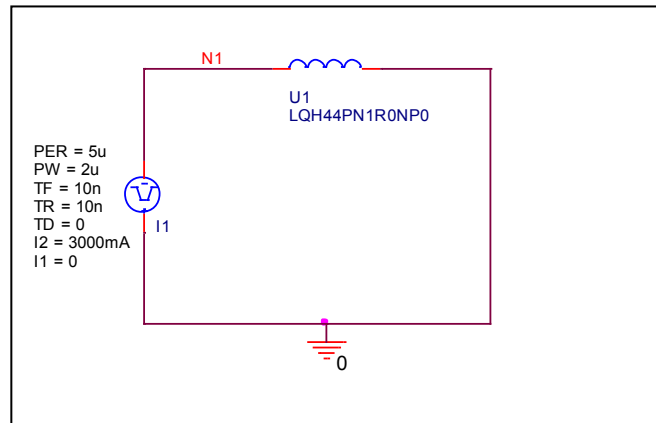 N1
U1
LQH44PN1R0NP0
PER = 5u
PW = 2u
TF = 10n
TR = 10n
TD = 0
I2 = 3000mA
I1 = 0
I1
0